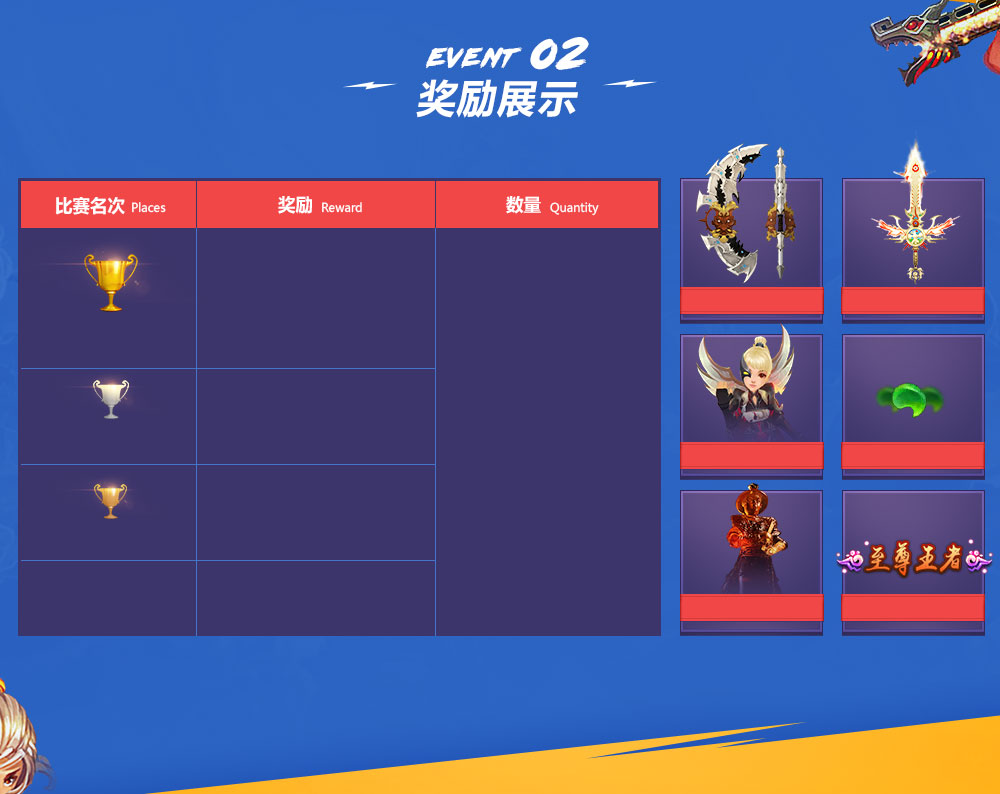 EVENT 02
奖励展示
比赛名次 Places
奖励 Reward
数量 Quantity
至尊王者